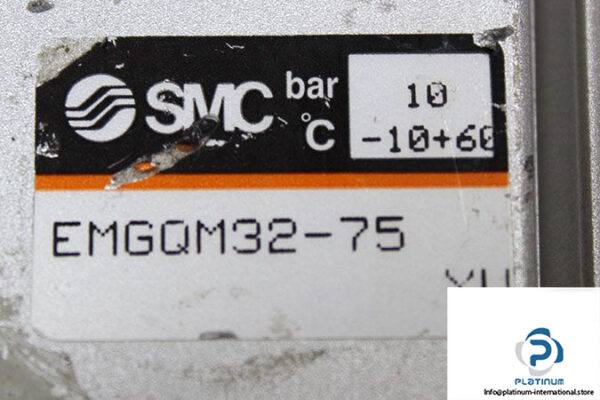 SMC bar 10
°C -10+60
EMGQM32-75
PLATINUM
Info@platinum-international.store